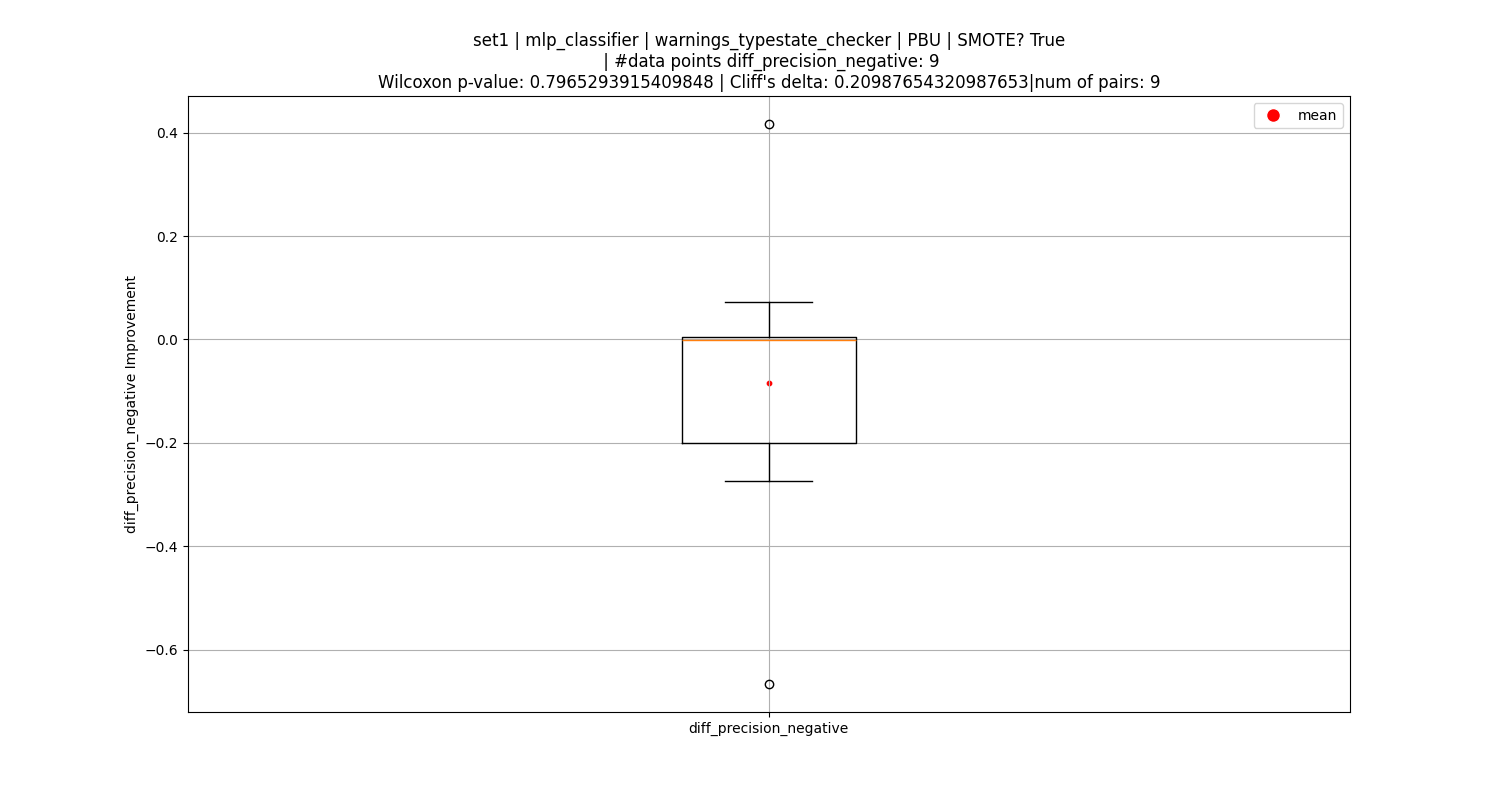 set1 | mlp_classifier | warnings_typestate_checker | PBU | SMOTE? True
| #data points diff_precision_negative: 9
Wilcoxon p-value: 0.7965293915409848 | Cliff's delta: 0.20987654320987653|num of pairs: 9
mean
0.4
0.2
0.0
−0.2
−0.4
−0.6
diff_precision_negative Improvement
diff_precision_negative